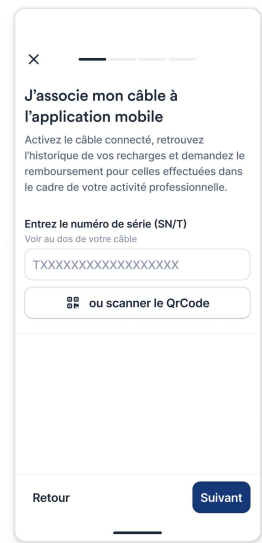 J'associe mon câble à
l'application mobile
Activez le câble connecté, retrouvez
l'historique de vos recharges et demandez le
remboursement pour celles effectuées dans
le cadre de votre activité professionnelle.
Entrez le numéro de série (SN/T)
Voir au dos de votre câble
TXXXXXXXXXXXXXXXXXXX
ou scanner le QrCode
Retour
Suivant